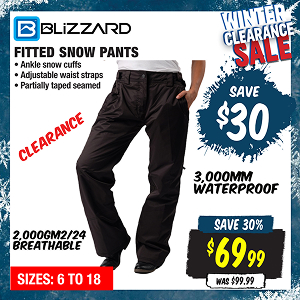 BLiZZARD
FITTED SNOW PANTS
• Ankle snow cuffs
• Adjustable waist straps
• Partially taped seamed
WINTER
CLEARANCE
SALE
SAVE
$30
CLEARANCE
3,000MM
WATERPROOF
2,000GM2/24
BREATHABLE
SAVE 30%
$69.99
WAS $99.99
SIZES: 6 TO 18